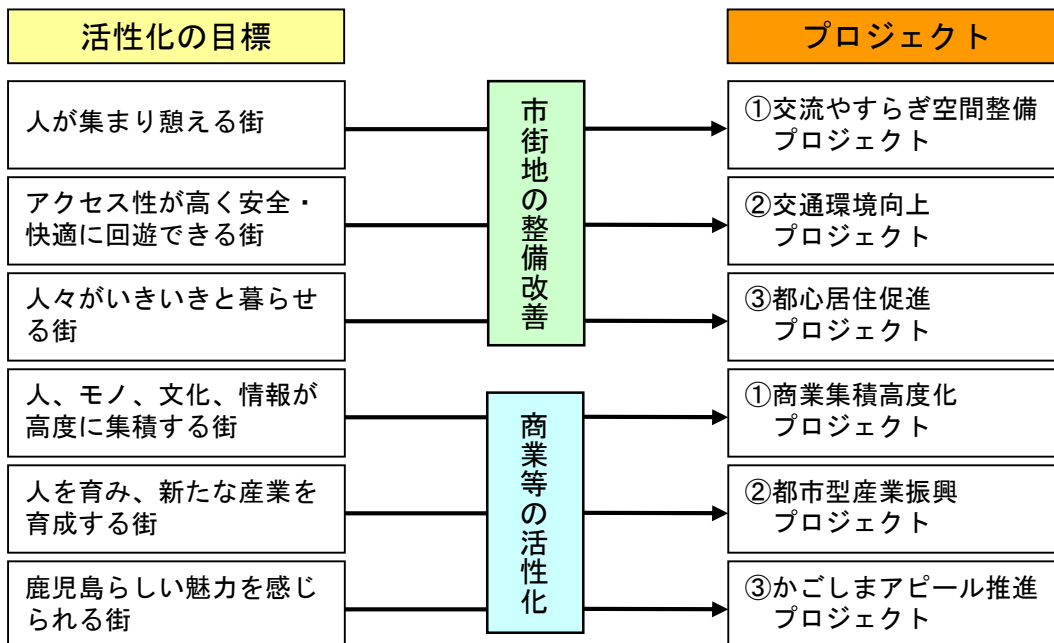 活性化の目標
プロジェクト
人が集まり憩える街
アクセス性が高く安全・
快適に回遊できる街
人々がいきいきと暮らせ
る街
市街地の整備改善
①交流やすらぎ空間整備
プロジェクト
②交通環境向上
プロジェクト
③都心居住促進
プロジェクト
人、モノ、文化、情報が
高度に集積する街
人を育み、新たな産業を
育成する街
鹿児島らしい魅力を感じ
られる街
商業等の活性化
①商業集積高度化
プロジェクト
②都市型産業振興
プロジェクト
③かごしまアピール推進
プロジェクト